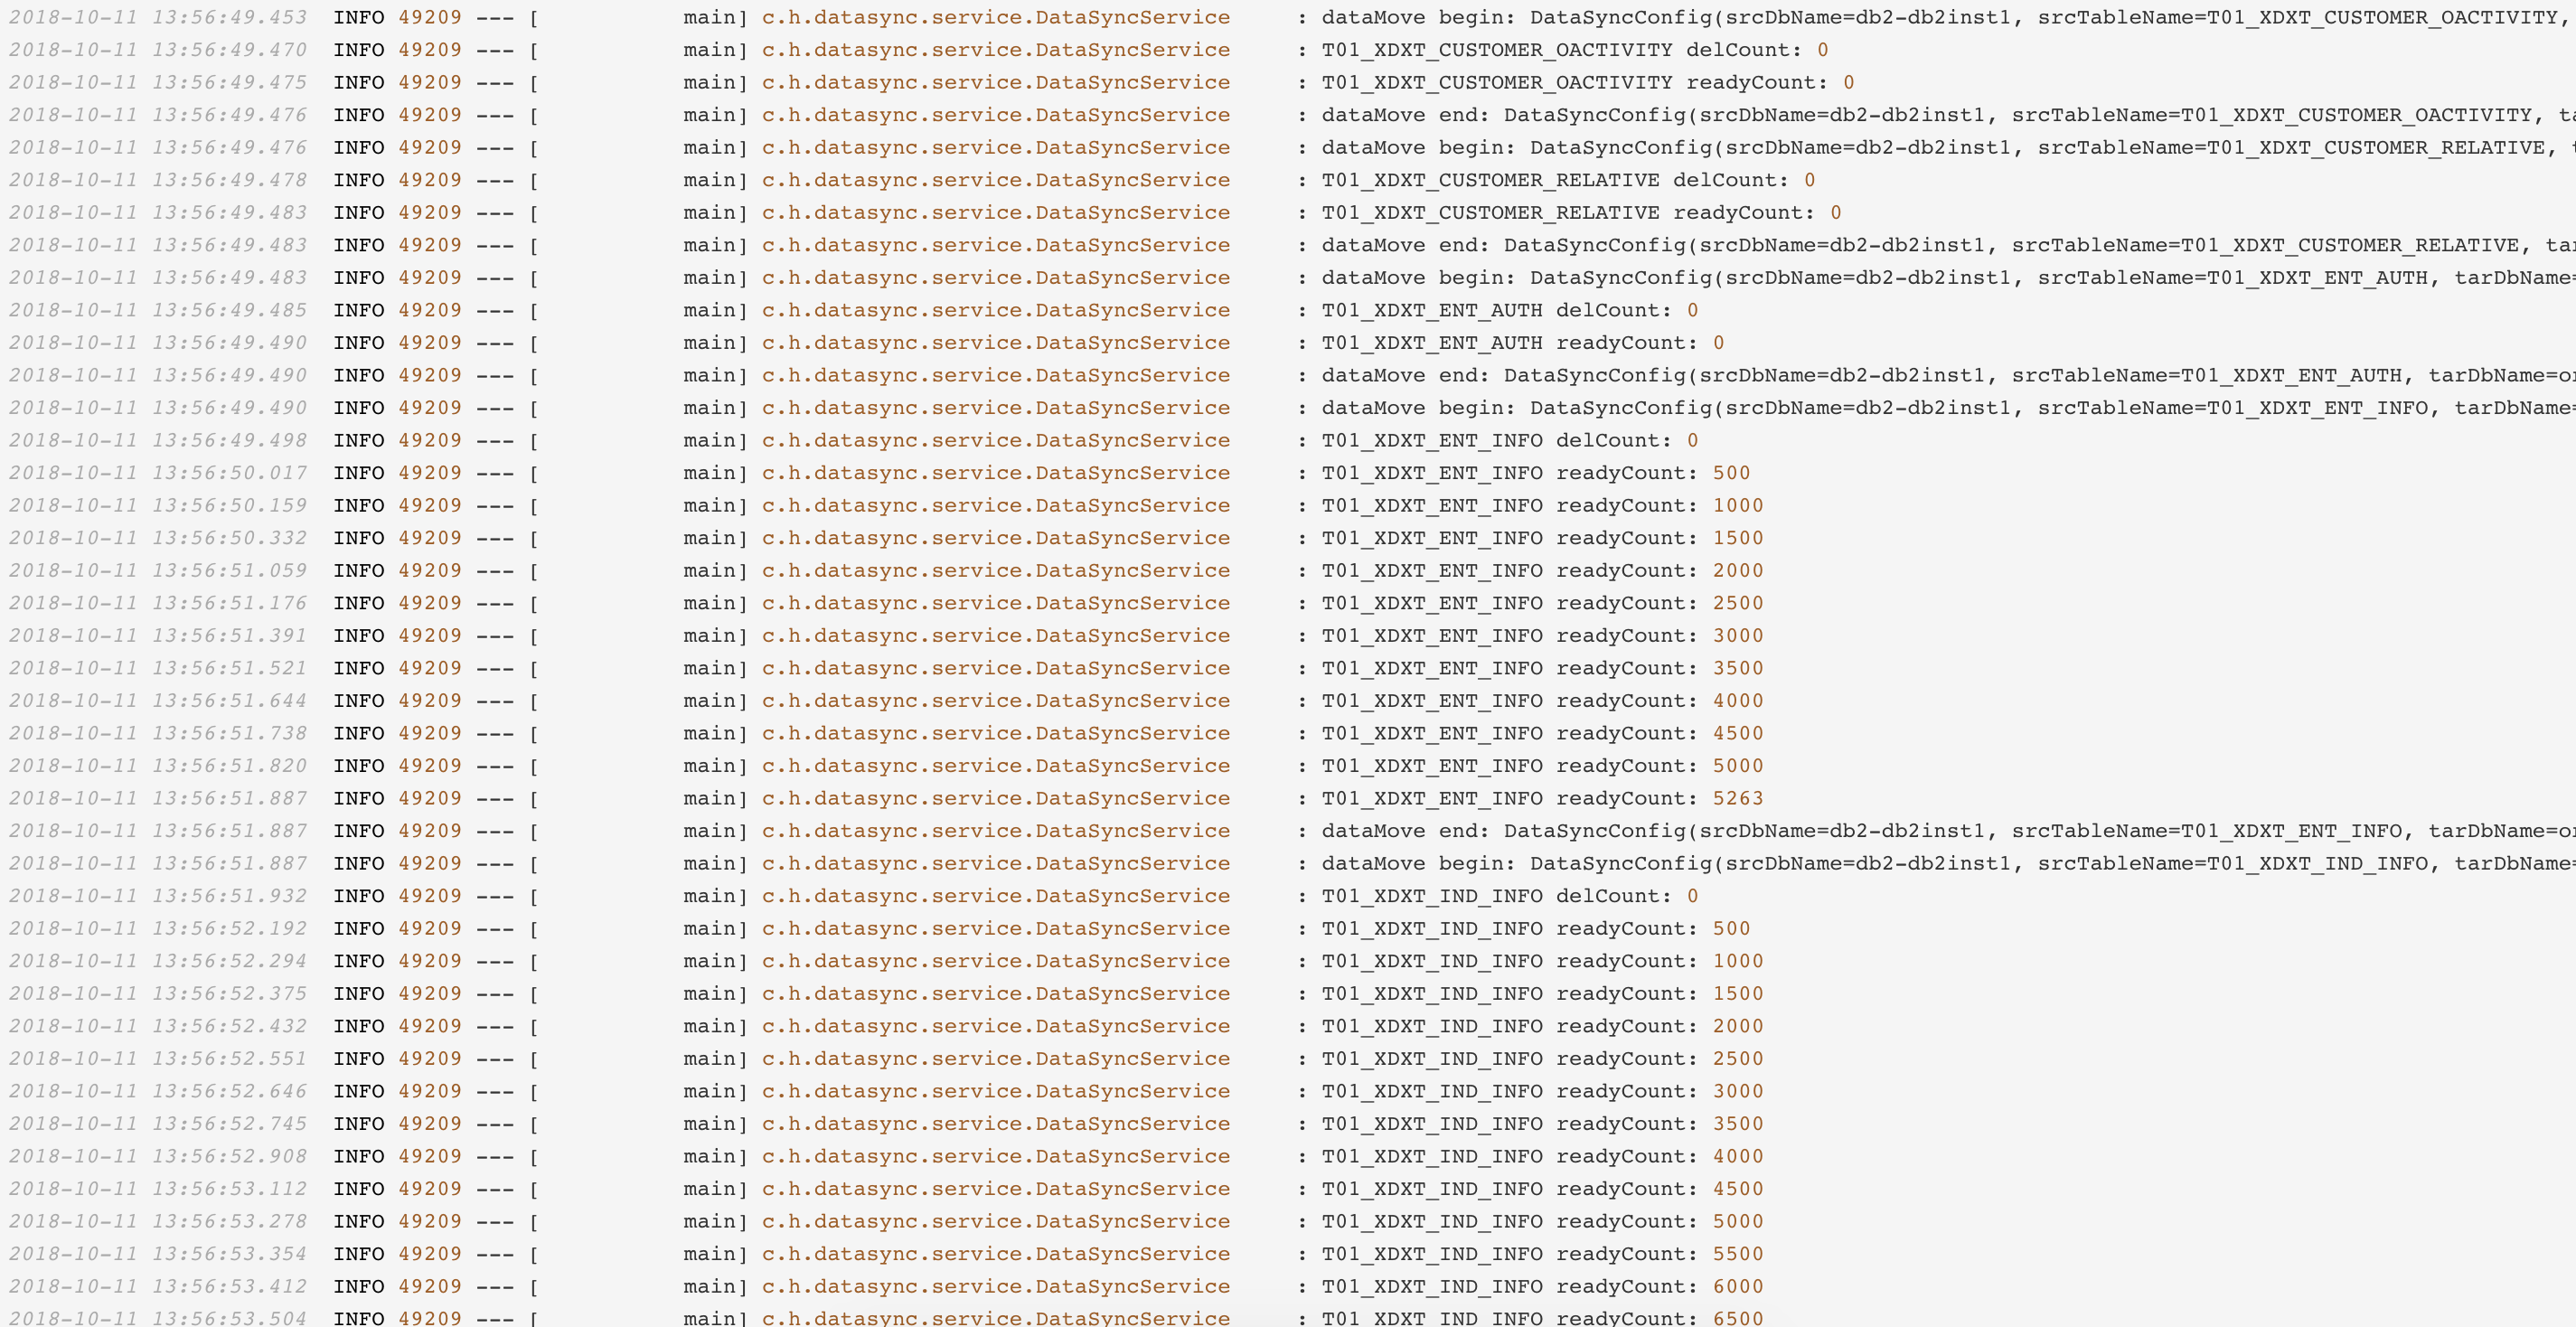 2018-10-11 13:56:49.453 INFO 49209 --- [ main] c.h.datasync.service.DataSyncService : dataMove begin: DataSyncConfig(srcDbName=db2-db2inst1, srcTableName=T01_XDXT_CUSTOMER_OACTIVITY,
2018-10-11 13:56:49.470 INFO 49209 --- [ main] c.h.datasync.service.DataSyncService : T01_XDXT_CUSTOMER_OACTIVITY delCount: 0
2018-10-11 13:56:49.475 INFO 49209 --- [ main] c.h.datasync.service.DataSyncService : T01_XDXT_CUSTOMER_OACTIVITY readyCount: 0
2018-10-11 13:56:49.476 INFO 49209 --- [ main] c.h.datasync.service.DataSyncService : dataMove end: DataSyncConfig(srcDbName=db2-db2inst1, srcTableName=T01_XDXT_CUSTOMER_OACTIVITY,
2018-10-11 13:56:49.476 INFO 49209 --- [ main] c.h.datasync.service.DataSyncService : dataMove begin: DataSyncConfig(srcDbName=db2-db2inst1, srcTableName=T01_XDXT_CUSTOMER_RELATIVE,
2018-10-11 13:56:49.478 INFO 49209 --- [ main] c.h.datasync.service.DataSyncService : T01_XDXT_CUSTOMER_RELATIVE delCount: 0
2018-10-11 13:56:49.483 INFO 49209 --- [ main] c.h.datasync.service.DataSyncService : T01_XDXT_CUSTOMER_RELATIVE readyCount: 0
2018-10-11 13:56:49.483 INFO 49209 --- [ main] c.h.datasync.service.DataSyncService : dataMove end: DataSyncConfig(srcDbName=db2-db2inst1, srcTableName=T01_XDXT_CUSTOMER_RELATIVE,
2018-10-11 13:56:49.483 INFO 49209 --- [ main] c.h.datasync.service.DataSyncService : dataMove begin: DataSyncConfig(srcDbName=db2-db2inst1, srcTableName=T01_XDXT_ENT_AUTH, tarDbName=
2018-10-11 13:56:49.485 INFO 49209 --- [ main] c.h.datasync.service.DataSyncService : T01_XDXT_ENT_AUTH delCount: 0
2018-10-11 13:56:49.490 INFO 49209 --- [ main] c.h.datasync.service.DataSyncService : T01_XDXT_ENT_AUTH readyCount: 0
2018-10-11 13:56:49.490 INFO 49209 --- [ main] c.h.datasync.service.DataSyncService : dataMove end: DataSyncConfig(srcDbName=db2-db2inst1, srcTableName=T01_XDXT_ENT_AUTH, tarDbName=or
2018-10-11 13:56:49.490 INFO 49209 --- [ main] c.h.datasync.service.DataSyncService : dataMove begin: DataSyncConfig(srcDbName=db2-db2inst1, srcTableName=T01_XDXT_ENT_INFO, tarDbName=
2018-10-11 13:56:49.498 INFO 49209 --- [ main] c.h.datasync.service.DataSyncService : T01_XDXT_ENT_INFO delCount: 0
2018-10-11 13:56:50.017 INFO 49209 --- [ main] c.h.datasync.service.DataSyncService : T01_XDXT_ENT_INFO readyCount: 500
2018-10-11 13:56:50.159 INFO 49209 --- [ main] c.h.datasync.service.DataSyncService : T01_XDXT_ENT_INFO readyCount: 1000
2018-10-11 13:56:50.332 INFO 49209 --- [ main] c.h.datasync.service.DataSyncService : T01_XDXT_ENT_INFO readyCount: 1500
2018-10-11 13:56:51.059 INFO 49209 --- [ main] c.h.datasync.service.DataSyncService : T01_XDXT_ENT_INFO readyCount: 2000
2018-10-11 13:56:51.176 INFO 49209 --- [ main] c.h.datasync.service.DataSyncService : T01_XDXT_ENT_INFO readyCount: 2500
2018-10-11 13:56:51.391 INFO 49209 --- [ main] c.h.datasync.service.DataSyncService : T01_XDXT_ENT_INFO readyCount: 3000
2018-10-11 13:56:51.521 INFO 49209 --- [ main] c.h.datasync.service.DataSyncService : T01_XDXT_ENT_INFO readyCount: 3500
2018-10-11 13:56:51.644 INFO 49209 --- [ main] c.h.datasync.service.DataSyncService : T01_XDXT_ENT_INFO readyCount: 4000
2018-10-11 13:56:51.738 INFO 49209 --- [ main] c.h.datasync.service.DataSyncService : T01_XDXT_ENT_INFO readyCount: 4500
2018-10-11 13:56:51.820 INFO 49209 --- [ main] c.h.datasync.service.DataSyncService : T01_XDXT_ENT_INFO readyCount: 5000
2018-10-11 13:56:51.887 INFO 49209 --- [ main] c.h.datasync.service.DataSyncService : T01_XDXT_ENT_INFO readyCount: 5263
2018-10-11 13:56:51.887 INFO 49209 --- [ main] c.h.datasync.service.DataSyncService : dataMove end: DataSyncConfig(srcDbName=db2-db2inst1, srcTableName=T01_XDXT_ENT_INFO, tarDbName=or
2018-10-11 13:56:51.887 INFO 49209 --- [ main] c.h.datasync.service.DataSyncService : dataMove begin: DataSyncConfig(srcDbName=db2-db2inst1, srcTableName=T01_XDXT_IND_INFO, tarDbName=
2018-10-11 13:56:51.932 INFO 49209 --- [ main] c.h.datasync.service.DataSyncService : T01_XDXT_IND_INFO delCount: 0
2018-10-11 13:56:52.192 INFO 49209 --- [ main] c.h.datasync.service.DataSyncService : T01_XDXT_IND_INFO readyCount: 500
2018-10-11 13:56:52.294 INFO 49209 --- [ main] c.h.datasync.service.DataSyncService : T01_XDXT_IND_INFO readyCount: 1000
2018-10-11 13:56:52.375 INFO 49209 --- [ main] c.h.datasync.service.DataSyncService : T01_XDXT_IND_INFO readyCount: 1500
2018-10-11 13:56:52.432 INFO 49209 --- [ main] c.h.datasync.service.DataSyncService : T01_XDXT_IND_INFO readyCount: 2000
2018-10-11 13:56:52.551 INFO 49209 --- [ main] c.h.datasync.service.DataSyncService : T01_XDXT_IND_INFO readyCount: 2500
2018-10-11 13:56:52.646 INFO 49209 --- [ main] c.h.datasync.service.DataSyncService : T01_XDXT_IND_INFO readyCount: 3000
2018-10-11 13:56:52.745 INFO 49209 --- [ main] c.h.datasync.service.DataSyncService : T01_XDXT_IND_INFO readyCount: 3500
2018-10-11 13:56:52.908 INFO 49209 --- [ main] c.h.datasync.service.DataSyncService : T01_XDXT_IND_INFO readyCount: 4000
2018-10-11 13:56:53.112 INFO 49209 --- [ main] c.h.datasync.service.DataSyncService : T01_XDXT_IND_INFO readyCount: 4500
2018-10-11 13:56:53.278 INFO 49209 --- [ main] c.h.datasync.service.DataSyncService : T01_XDXT_IND_INFO readyCount: 5000
2018-10-11 13:56:53.354 INFO 49209 --- [ main] c.h.datasync.service.DataSyncService : T01_XDXT_IND_INFO readyCount: 5500
2018-10-11 13:56:53.412 INFO 49209 --- [ main] c.h.datasync.service.DataSyncService : T01_XDXT_IND_INFO readyCount: 6000
2018-10-11 13:56:53.504 INFO 49209 --- [ main] c.h.datasync.service.DataSyncService : T01_XDXT_IND_INFO readyCount: 6500